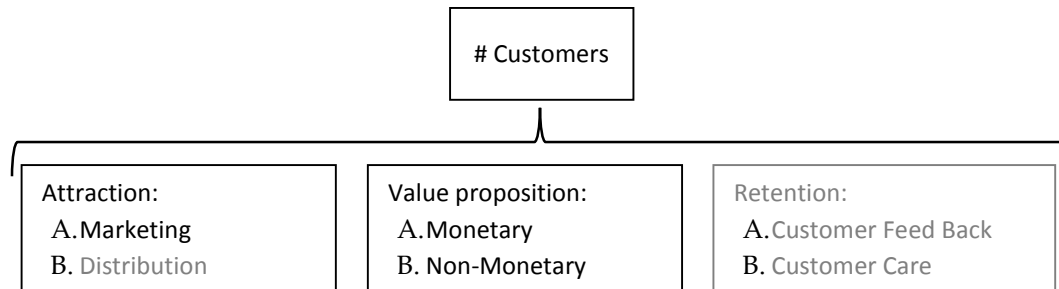 # Customers
Attraction:
A. Marketing
B. Distribution
Value proposition:
A. Monetary
B. Non-Monetary
Retention:
A. Customer Feed Back
B. Customer Care